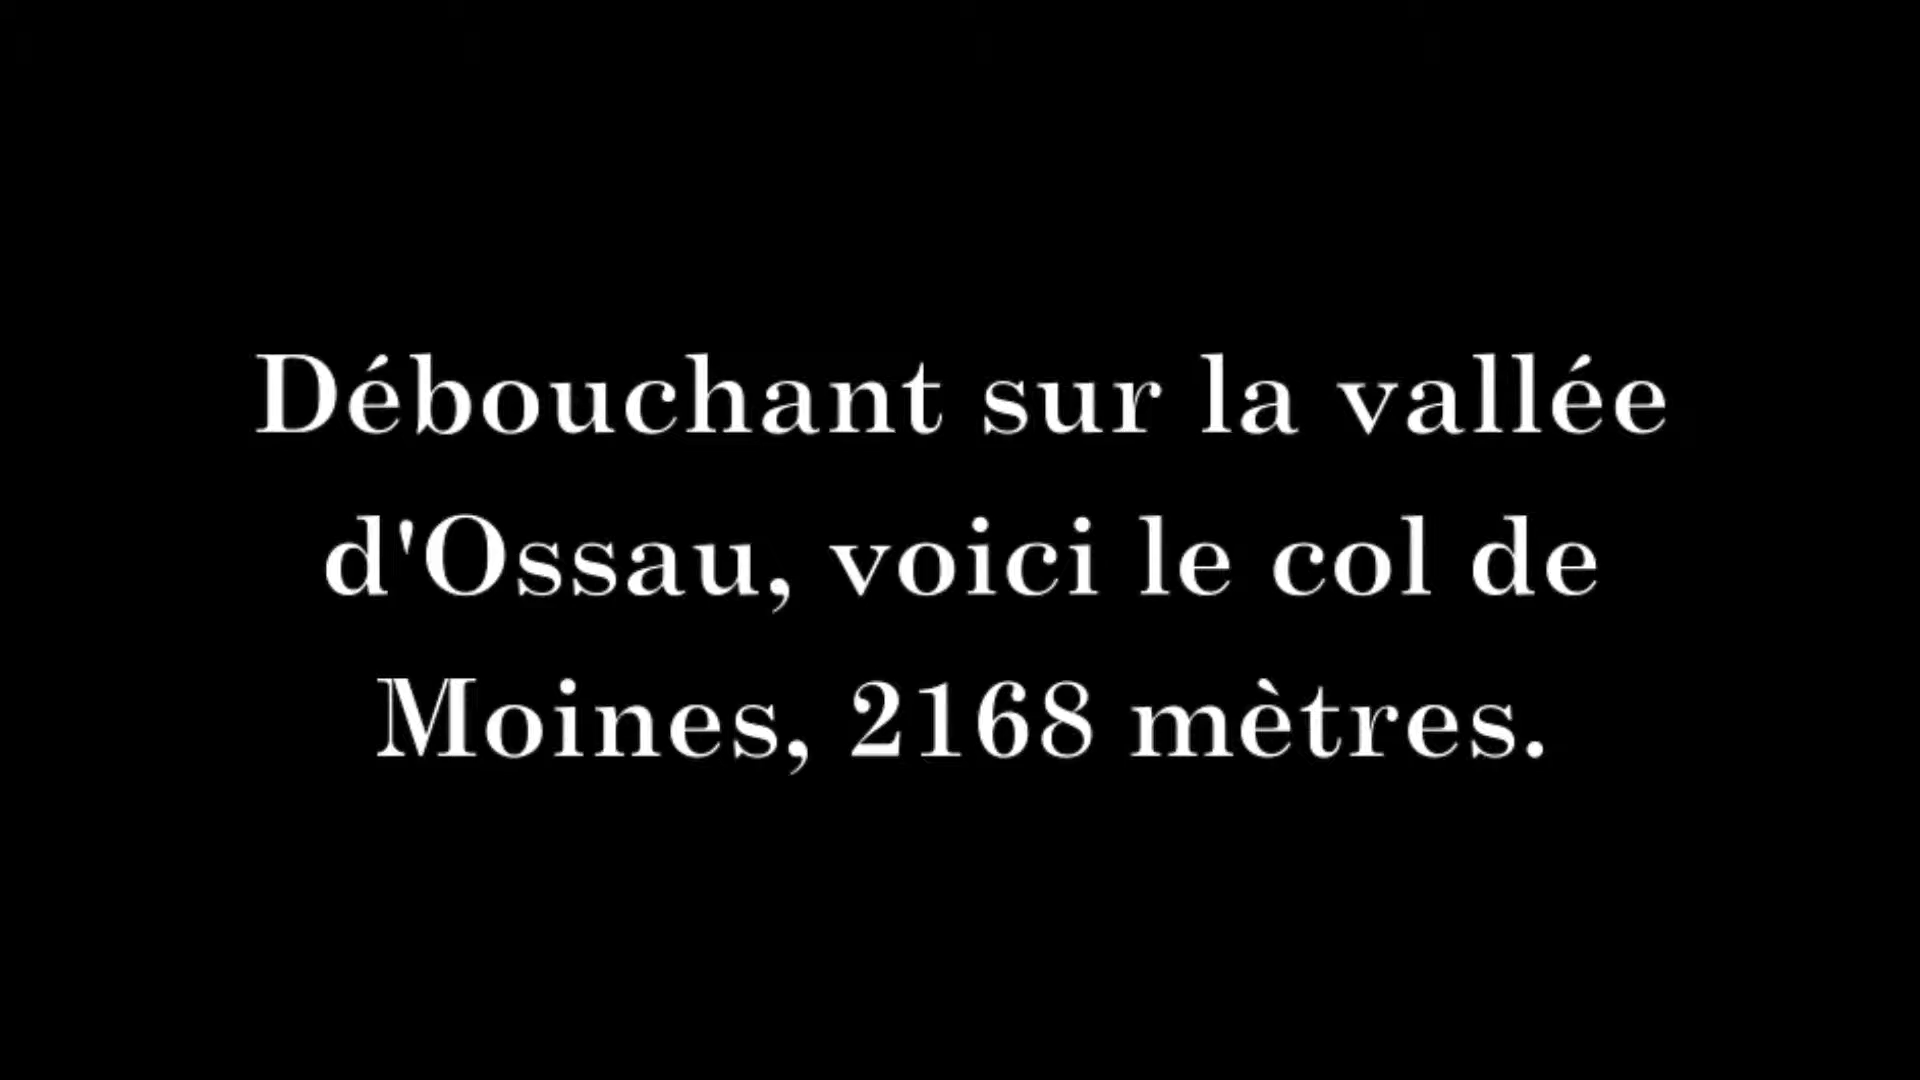 Débouchant sur la vallée
d'Ossau, voici le col de
Moines, 2168 mètres.